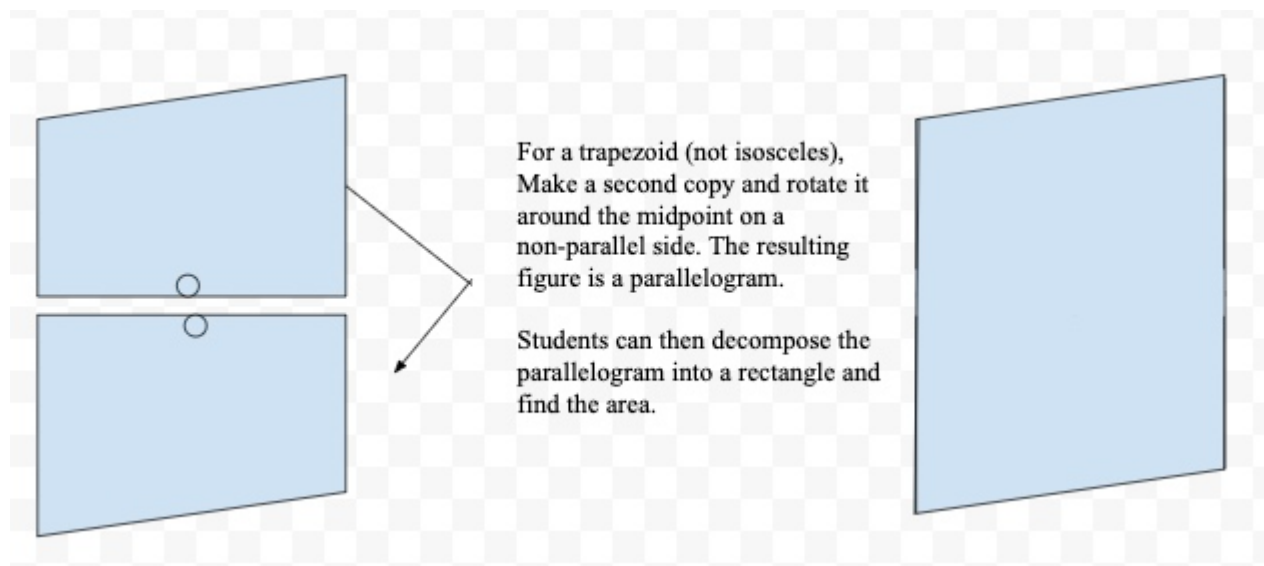 For a trapezoid (not isosceles),
Make a second copy and rotate it
around the midpoint on a
non-parallel side. The resulting
figure is a parallelogram.
Students can then decompose the
parallelogram into a rectangle and
find the area.